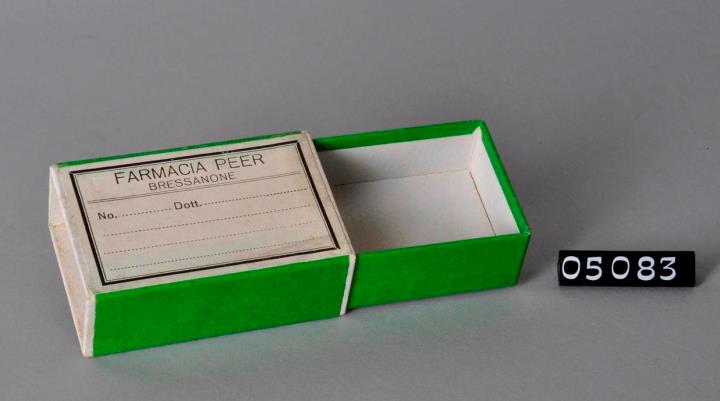 FARMACIA PEER
BRESSANONE
No. Dott.
05083